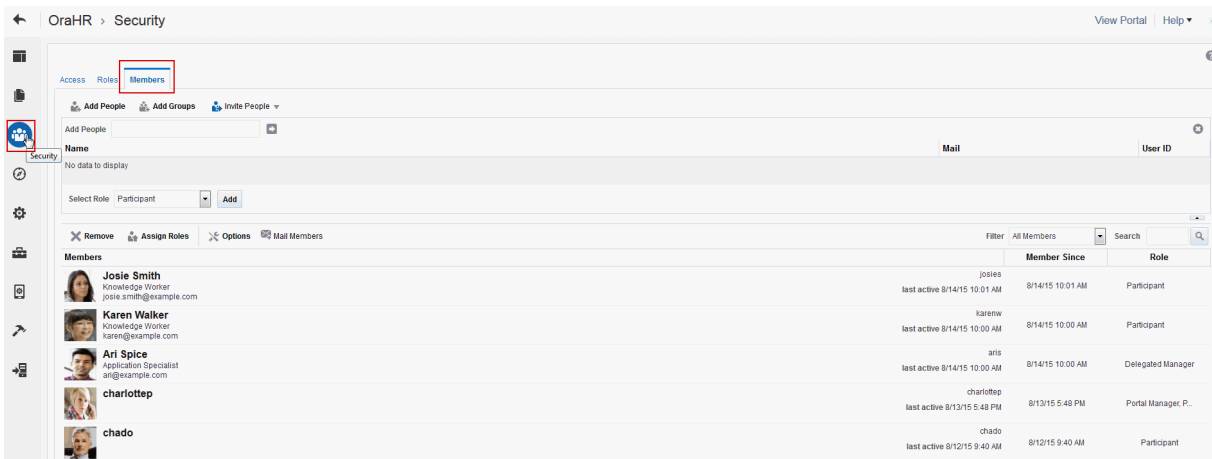 OraHR > Security
View Portal Help
Access Roles Members
Add People Add Groups Invite People
Add People
Name Mail User ID
Security
No data to display
Select Role Participant Add
Remove Assign Roles Options Mail Members Filter All Members Search
Members Member Since Role
Josie Smith josies
Knowledge Worker 8/14/15 10:01 AM Participant
josie.smith@example.com last active 8/14/15 10:01 AM
Karen Walker karenw
Knowledge Worker 8/14/15 10:00 AM Participant
karen@example.com last active 8/14/15 10:00 AM
Ari Spice aris
Application Specialist 8/14/15 10:00 AM Delegated Manager
ari@example.com last active 8/14/15 10:00 AM
charlottep charlottep
8/13/15 5:48 PM Portal Manager, P...
last active 8/13/15 5:48 PM
chado chado
8/12/15 9:40 AM Participant
last active 8/12/15 9:40 AM